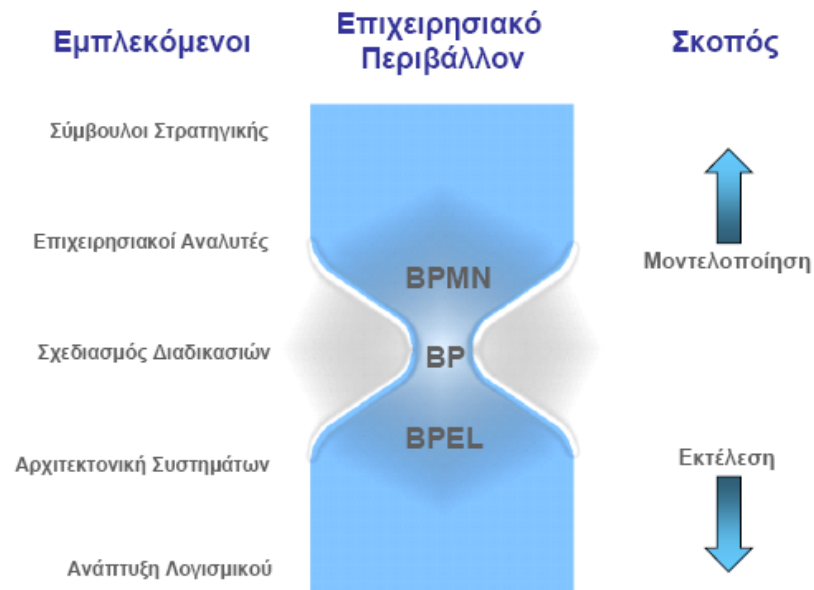 Εμπλεκόμενοι
Επιχειρησιακό
Περιβάλλον
Σκοπός
Σύμβουλοι Στρατηγικής
Επιχειρησιακοί Αναλυτές
Σχεδιασμός Διαδικασιών
Αρχιτεκτονική Συστημάτων
Ανάπτυξη Λογισμικού
BPMN
BP
BPEL
Μοντελοποίηση
Εκτέλεση